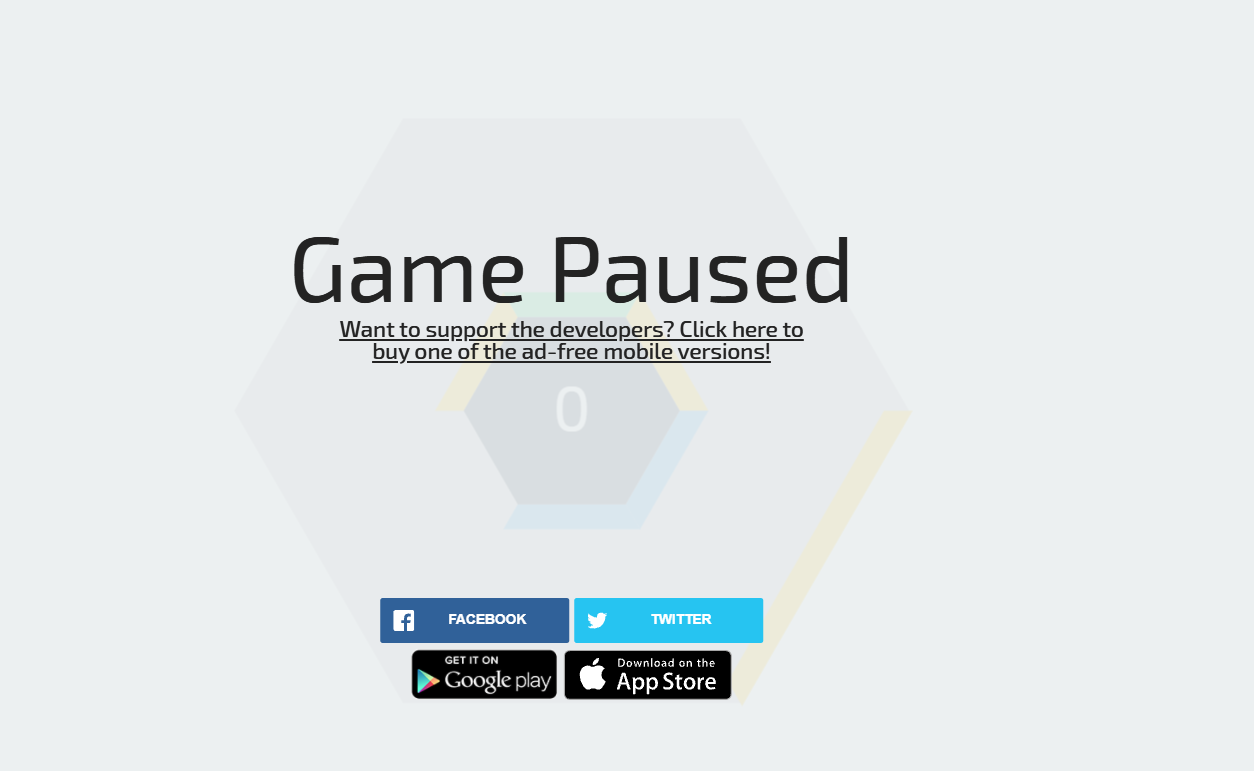 Game Paused
Want to support the developers? Click here to
buy one of the ad-free mobile versions!
0
FACEBOOK
TWITTER
GET IT ON
Google play
Download on the
App Store